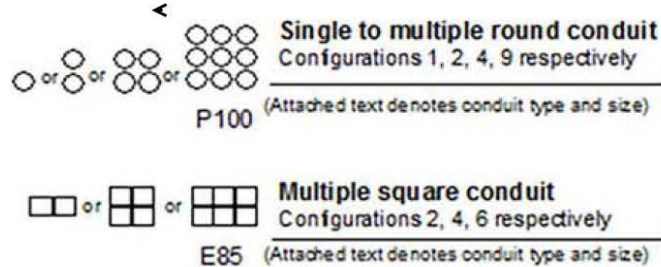 Single to multiple round conduit
or or or Configurations 1, 2, 4, 9 respectively
P100 (Attached text denotes conduit type and size)
Multiple square conduit
or or Configurations 2, 4, 6 respectively
E85 (Attached text denotes conduit type and size)